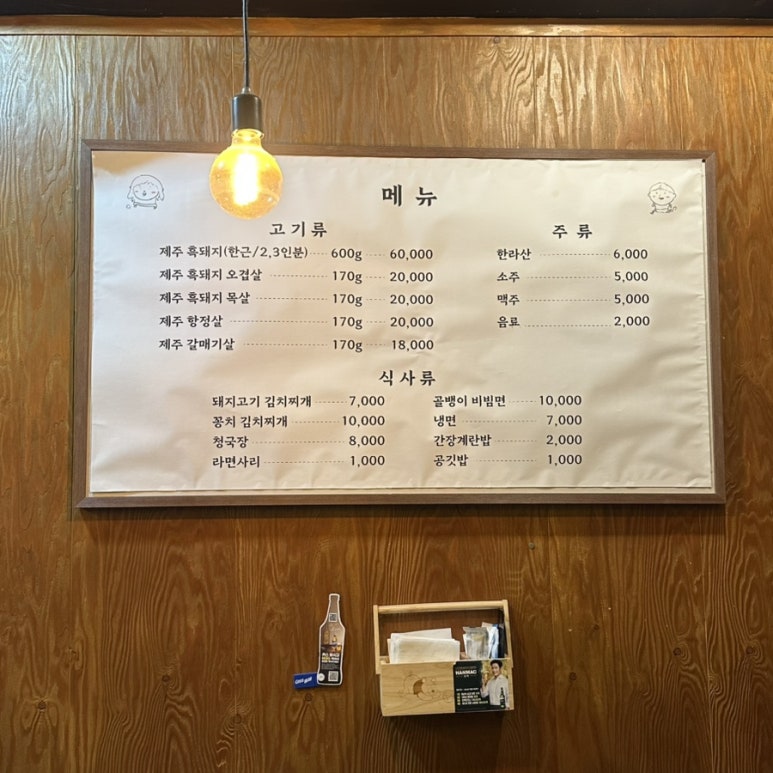 메뉴
고기류
제주 흑돼지(한근/2,3인분) 600g 60,000
제주 흑돼지 오겹살 170g 20,000
제주 흑돼지 목살 170g 20,000
제주 항정살 170g 20,000
제주 갈매기살 170g 18,000
주류
한라산 6,000
소주 5,000
맥주 5,000
음료 2,000
식사류
돼지고기 김치찌개 7,000
꽁치 김치찌개 10,000
청국장 8,000
라면사리 1,000
골뱅이 비빔면 10,000
냉면 7,000
간장계란밥 2,000
공깃밥 1,000
HANMAC